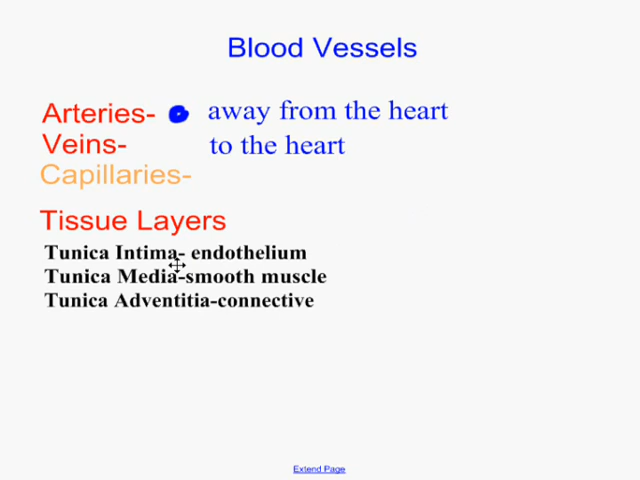 Blood Vessels
Arteries- away from the heart
Veins- to the heart
Capillaries-
Tissue Layers
Tunica Intima- endothelium
Tunica Media-smooth muscle
Tunica Adventitia-connective
Extend Page